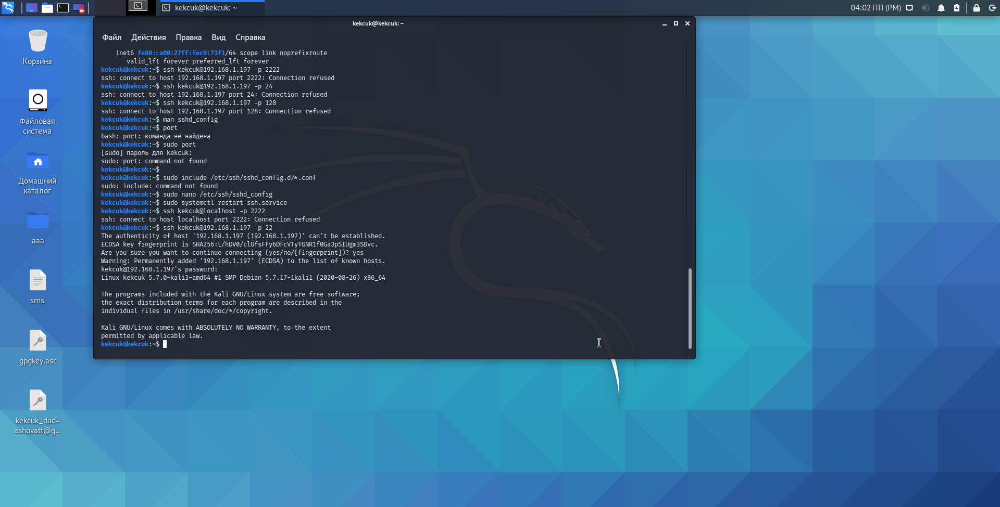 kekcuk@kekcuk: ~
04:02 ПП (PM)
kekcuk@kekcuk: ~
Файл Действия Правка Вид Справка
inet6 fe80::a00:27ff:fec9:73f1/64 scope link noprefixroute
valid_lft forever preferred_lft forever
kekcuk@kekcuk:~$ ssh kekcuk@192.168.1.197 -p 2222
ssh: connect to host 192.168.1.197 port 2222: Connection refused
kekcuk@kekcuk:~$ ssh kekcuk@192.168.1.197 -p 24
ssh: connect to host 192.168.1.197 port 24: Connection refused
kekcuk@kekcuk:~$ ssh kekcuk@192.168.1.197 -p 128
ssh: connect to host 192.168.1.197 port 128: Connection refused
kekcuk@kekcuk:~$ man sshd_config
kekcuk@kekcuk:~$ port
bash: port: команда не найдена
kekcuk@kekcuk:~$ sudo port
[sudo] пароль для kekcuk:
sudo: port: command not found
kekcuk@kekcuk:~$
kekcuk@kekcuk:~$ sudo include /etc/ssh/sshd_config.d/*.conf
sudo: include: command not found
kekcuk@kekcuk:~$ sudo nano /etc/ssh/sshd_config
kekcuk@kekcuk:~$ sudo systemctl restart ssh.service
kekcuk@kekcuk:~$ ssh kekcuk@localhost -p 2222
ssh: connect to host localhost port 2222: Connection refused
kekcuk@kekcuk:~$ ssh kekcuk@192.168.1.197 -p 22
The authenticity of host '192.168.1.197 (192.168.1.197)' can't be established.
ECDSA key fingerprint is SHA256:L/hDV0/clUfsFFy6DFcVTyTGNR1f0Ga3pSIUgm3SDvc.
Are you sure you want to continue connecting (yes/no/[fingerprint])? yes
Warning: Permanently added '192.168.1.197' (ECDSA) to the list of known hosts.
kekcuk@192.168.1.197's password:
Linux kekcuk 5.7.0-kali3-amd64 #1 SMP Debian 5.7.17-1kali1 (2020-08-26) x86_64
The programs included with the Kali GNU/Linux system are free software;
the exact distribution terms for each program are described in the
individual files in /usr/share/doc/*/copyright.
Kali GNU/Linux comes with ABSOLUTELY NO WARRANTY, to the extent
permitted by applicable law.
kekcuk@kekcuk:~$
Корзина
Файловая
система
Домашний
каталог
aaa
sms
gpgkey.asc
kekcuk_dad-
ashovatt@g...